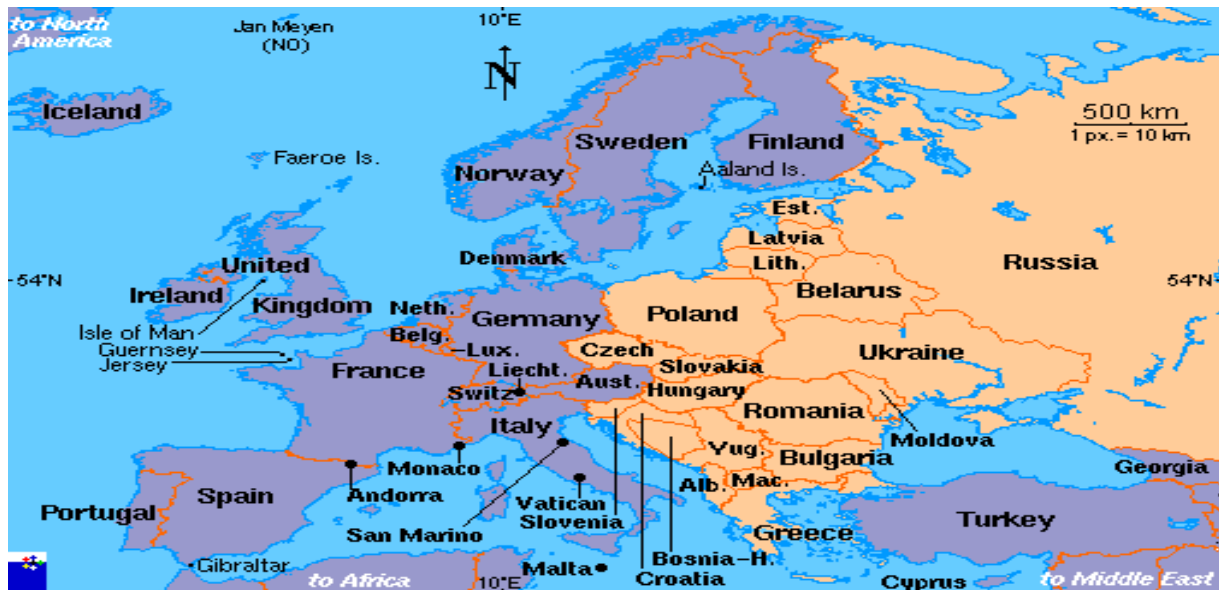 to North
America
Jan Meyen
(NO)
10°E
N
Iceland
500 km
1 px.= 10 km
Sweden
Finland
Faeroe Is.
Norway
Aaland Is.
Est.
Latvia
Denmark
Lith.
Russia
United
54°N
54°N
Ireland
Belarus
Kingdom
Neth.
Germany
Poland
Isle of Man
Belg.
Guernsey
Lux.
Czech
Ukraine
Jersey
France
Liecht.
Slovakia
Aust.
Switz
Hungary
Italy
Romania
Moldova
Yug.
Bulgaria
Monaco
Georgia
Andorra
Alb.
Mac.
Spain
Vatican
Portugal
Slovenia
Turkey
San Marino
Greece
Bosnia-H.
Gibraltar
Malta
to Africa
10°E
Croatia
Cyprus
to Middle East